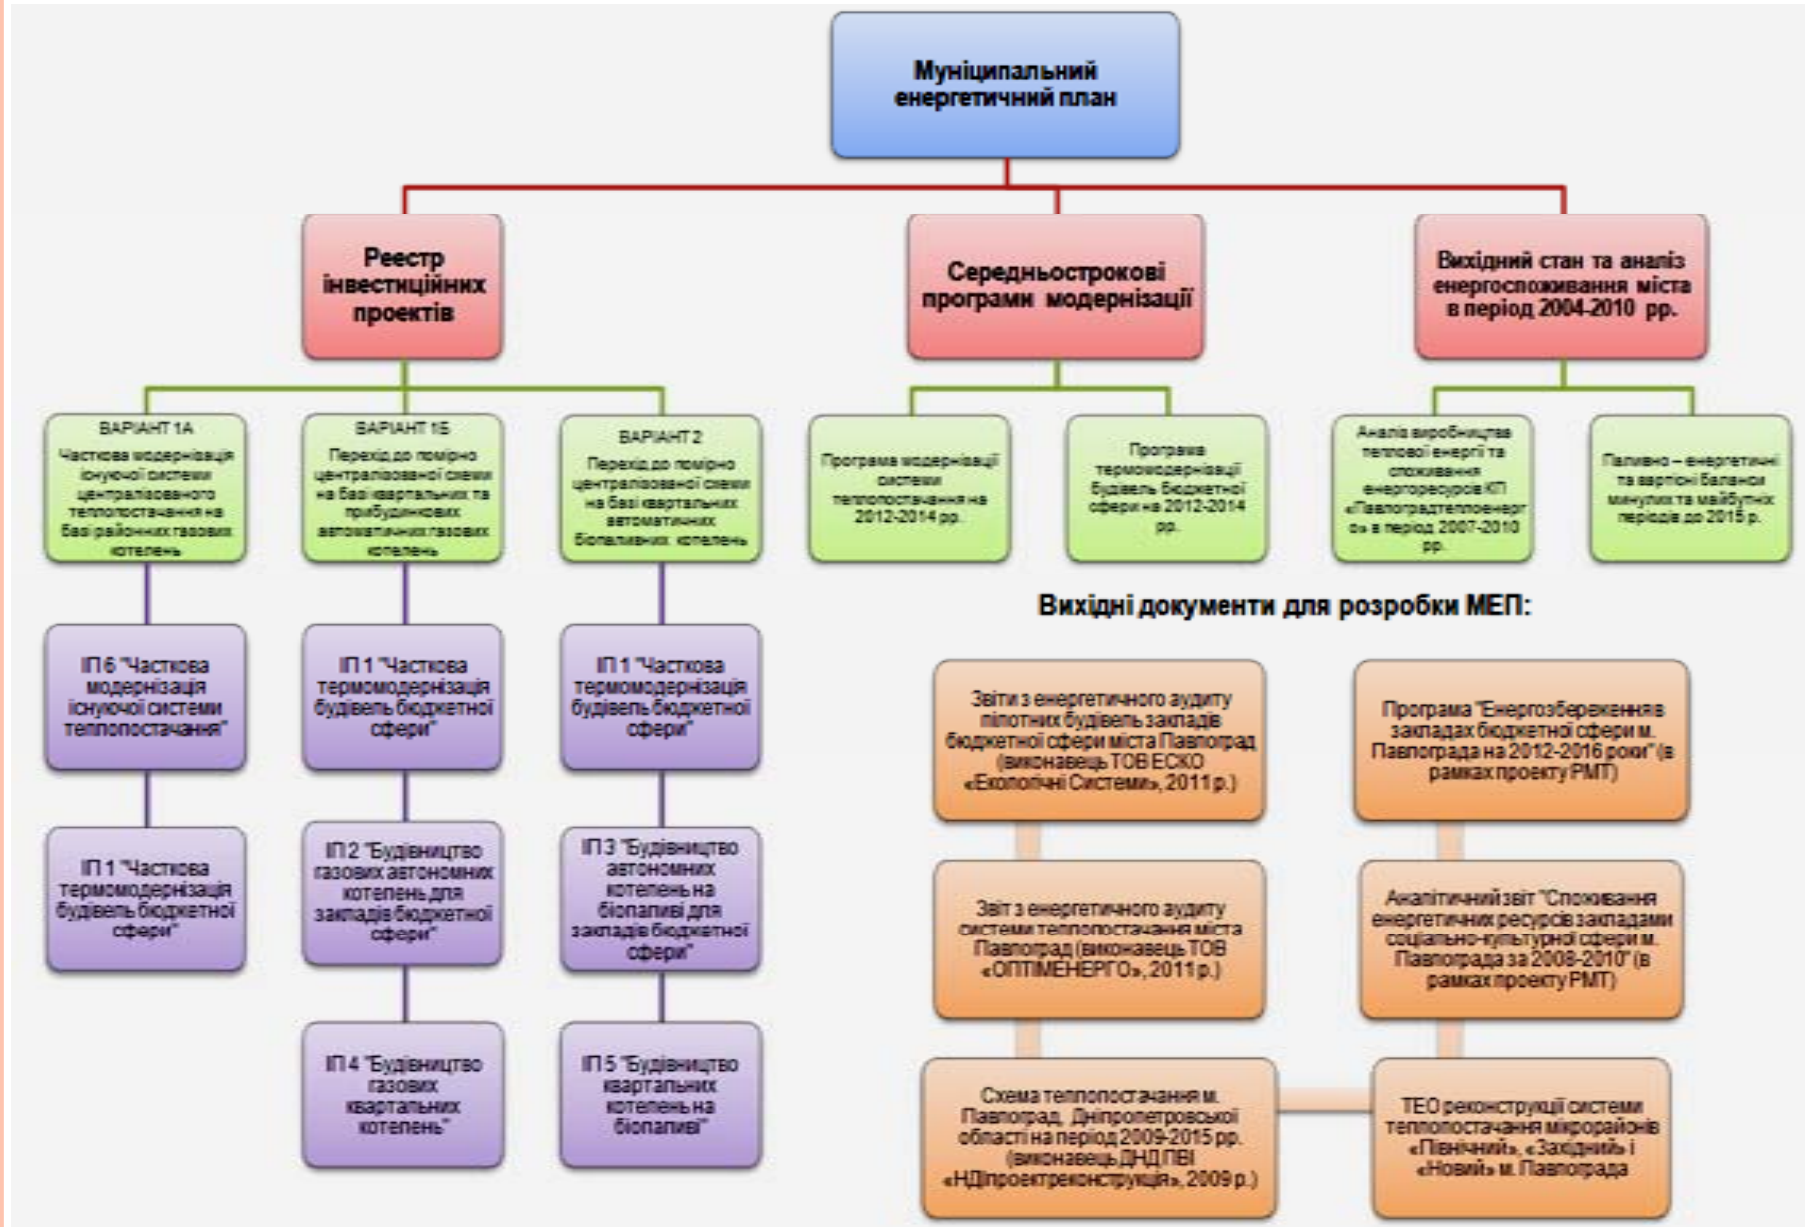 Муніципальний
енергетичний план
Реестр
інвестиційних
проектів
Середньострокові
програми модернізації
Вихідний стан та аналіз
енергоспоживання міста
в період 2004-2010 рр.
ВАРІАНТ 1А
Часткова модернізація
існуючої системи
централізованого
теплопостачання на
базі районних газових
котелень
ВАРІАНТ 1Б
Перехід до помірно
централізованої схеми
на базі квартальних та
прибудинкових
автоматичних газових
котелень
ВАРІАНТ 2
Перехід до помірно
централізованої схеми
на базі квартальних
автоматичних
біопаливних котелень
Програма модернізації
системи
теплопостачання на
2012-2014 рр.
Програма
термомодернізації
будівель бюджетної
сфери на 2012-2014
рр.
Аналіз виробництва
теплової енергії та
споживання
енергоресурсів КП
«Павлоградтеплоенерг
о» в період 2007-2010
рр.
Паливно – енергетичні
та вартісні баланси
минулих та майбутніх
періодів до 2015 р.
ІП 6 "Часткова
модернізація
існуючої системи
теплопостачання"
ІП 1 "Часткова
термомодернізація
будівель бюджетної
сфери"
ІП 1 "Часткова
термомодернізація
будівель бюджетної
сфери"
ІП 2 "Будівництво
газових автономних
котелень для
закладів бюджетної
сфери"
ІП 4 "Будівництво
газових
квартальних
котелень"
ІП 1 "Часткова
термомодернізація
будівель бюджетної
сфери"
ІП 3 "Будівництво
автономних
котелень на
біопаливі для
закладів бюджетної
сфери"
ІП 5 "Будівництво
квартальних
котелень на
біопаливі"
Вихідні документи для розробки МЕП:
Звіти з енергетичного аудиту
пілотних будівель закладів
бюджетної сфери міста Павлоград
(виконавець ТОВ ЕСКО
«Екологічні Системи», 2011 р.)
Звіт з енергетичного аудиту
системи теплопостачання міста
Павлоград (виконавець ТОВ
«ОПТІМЕНЕРГО», 2011 р.)
Схема теплопостачання м.
Павлоград, Дніпропетровської
області на період 2009-2015 рр.
(виконавець ДНДПВІ
«НДІпроектреконструкція», 2009 р.)
Програма "Енергозбереження в
закладах бюджетної сфери м.
Павлограда на 2012-2016 роки" (в
рамках проекту РМТ)
Аналітичний звіт "Споживання
енергетичних ресурсів закладами
соціально-культурної сфери м.
Павлограда за 2008-2010" (в
рамках проекту РМТ)
ТЕО реконструкції системи
теплопостачання мікрорайонів
«Північний», «Західний» і
«Новий» м. Павлограда